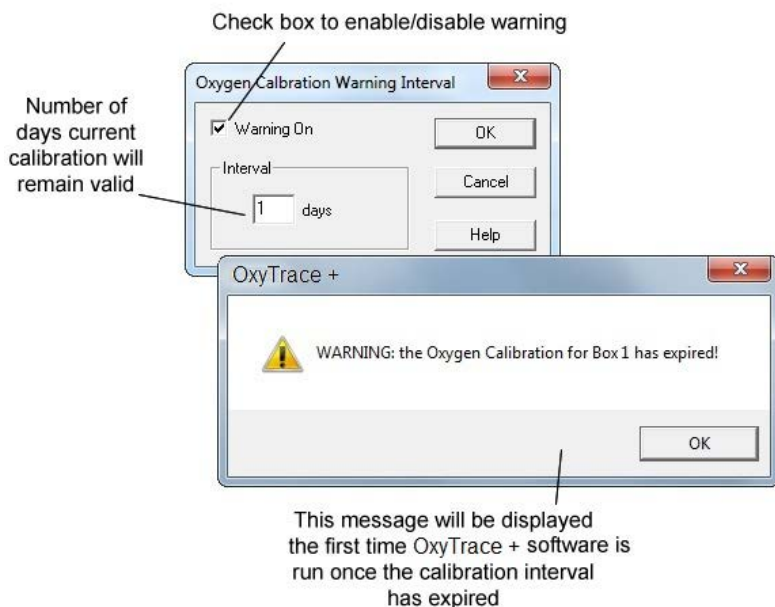 Check box to enable/disable warning
Oxygen Calbration Warning Interval
Number of
days current
calibration will
remain valid
Warning On
OK
Interval
1 days
Cancel
Help
OxyTrace +
WARNING: the Oxygen Calibration for Box 1 has expired!
OK
This message will be displayed
the first time OxyTrace + software is
run once the calibration interval
has expired